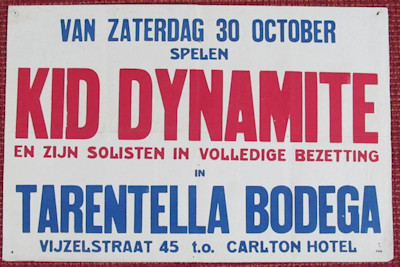 VAN ZATERDAG 30 OCTOBER
SPELEN
KID DYNAMITE
EN ZIJN SOLISTEN IN VOLLEDIGE BEZETTING
IN
TARENTELLA BODEGA
VIJZELSTRAAT 45 t.o. CARLTON HOTEL